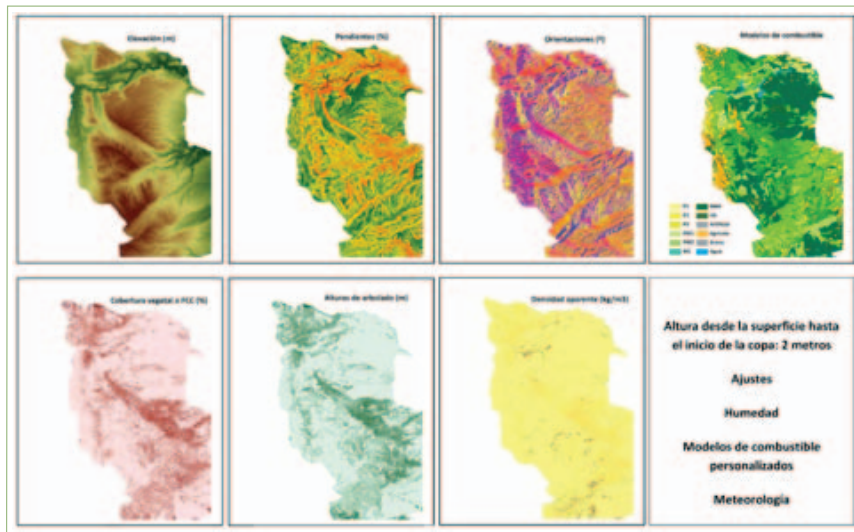 Elevación (m)
Pendientes (%)
Orientaciones (º)
Modelos de combustible
Agua
Cobertura vegetal o FCC (%)
Alturas de arbolado (m)
Densidad aparente (kg/m3)
Altura desde la superficie hasta
el inicio de la copa: 2 metros
Ajustes
Humedad
Modelos de combustible
personalizados
Meteorología